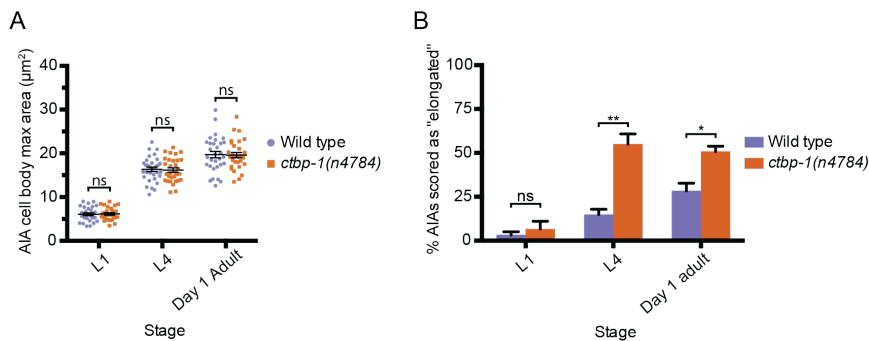 A
AIA cell body max area (μm²)
40
30
20
10
0
ns
ns
ns
L1
L4
Day 1 Adult
Stage
Wild type
ctbp-1(n4784)
B
% AIAs scored as "elongated"
100
75
50
25
0
ns
**
*
L1
L4
Day 1 adult
Stage
Wild type
ctbp-1(n4784)